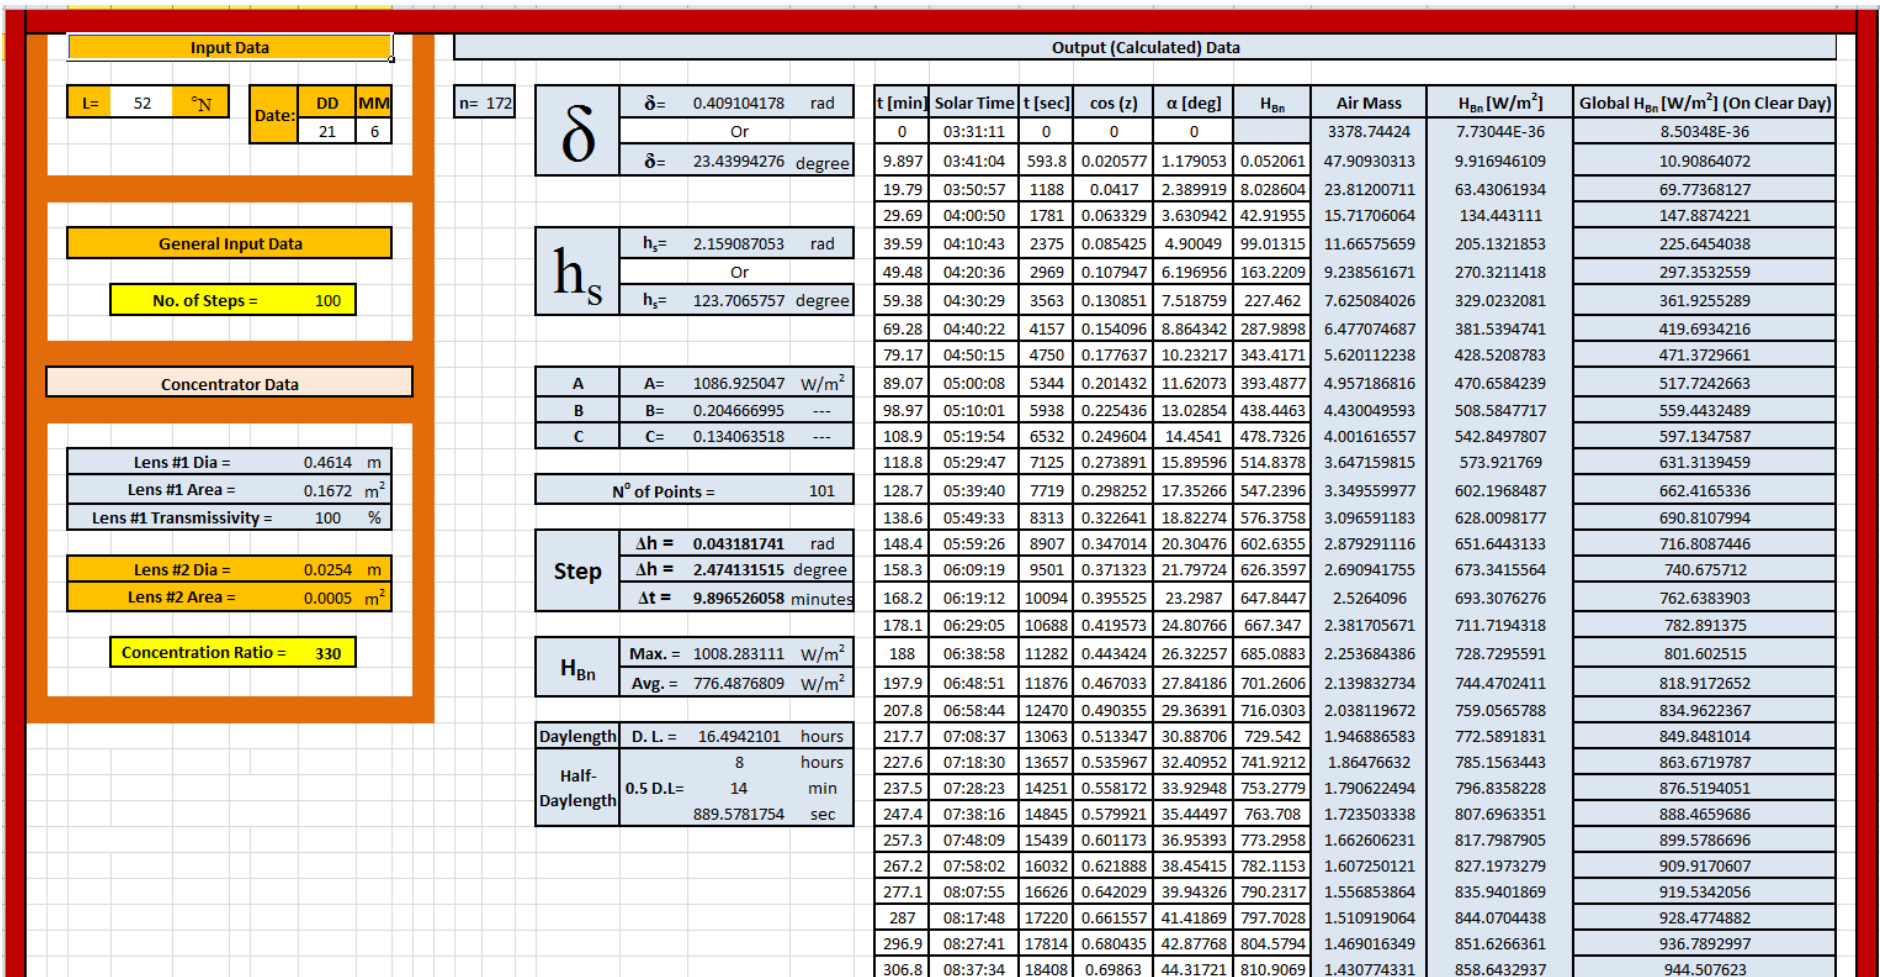 Input Data
L= 52 °N Date: DD MM
21 6
General Input Data
No. of Steps = 100
Concentrator Data
Lens #1 Dia = 0.4614 m
Lens #1 Area = 0.1672 m²
Lens #1 Transmissivity = 100 %
Lens #2 Dia = 0.0254 m
Lens #2 Area = 0.0005 m²
Concentration Ratio = 330
Output (Calculated) Data
n= 172
δ δ= 0.409104178 rad
Or
δ= 23.43994276 degree
hs hs= 2.159087053 rad
Or
hs= 123.7065757 degree
A A= 1086.925047 W/m²
B B= 0.204666995 ---
C C= 0.134063518 ---
N° of Points = 101
Step Δh = 0.043181741 rad
Δh = 2.474131515 degree
Δt = 9.896526058 minutes
HBn Max. = 1008.283111 W/m²
Avg. = 776.4876809 W/m²
Daylength D. L. = 16.4942101 hours
Half-Daylength 0.5 D.L= 8 hours
14 min
889.5781754 sec
t [min] Solar Time t [sec] cos (z) α [deg] HBn Air Mass HBn [W/m²] Global HBn [W/m²] (On Clear Day)
0 03:31:11 0 0 0 3378.74424 7.73044E-36 8.50348E-36
9.897 03:41:04 593.8 0.020577 1.179053 0.052061 47.90930313 9.916946109 10.90864072
19.79 03:50:57 1188 0.0417 2.389919 8.028604 23.81200711 63.43061934 69.77368127
29.69 04:00:50 1781 0.063329 3.630942 42.91955 15.71706064 134.443111 147.8874221
39.59 04:10:43 2375 0.085425 4.90049 99.01315 11.66575659 205.1321853 225.6454038
49.48 04:20:36 2969 0.107947 6.196956 163.2209 9.238561671 270.3211418 297.3532559
59.38 04:30:29 3563 0.130851 7.518759 227.462 7.625084026 329.0232081 361.9255289
69.28 04:40:22 4157 0.154096 8.864342 287.9898 6.477074687 381.5394741 419.6934216
79.17 04:50:15 4750 0.177637 10.23217 343.4171 5.620112238 428.5208783 471.3729661
89.07 05:00:08 5344 0.201432 11.62073 393.4877 4.957186816 470.6584239 517.7242663
98.97 05:10:01 5938 0.225436 13.02854 438.4463 4.430049593 508.5847717 559.4432489
108.9 05:19:54 6532 0.249604 14.4541 478.7326 4.001616557 542.8497807 597.1347587
118.8 05:29:47 7125 0.273891 15.89596 514.8378 3.647159815 573.921769 631.3139459
128.7 05:39:40 7719 0.298252 17.35266 547.2396 3.349559977 602.1968487 662.4165336
138.6 05:49:33 8313 0.322641 18.82274 576.3758 3.096591183 628.0098177 690.8107994
148.4 05:59:26 8907 0.347014 20.30476 602.6355 2.879291116 651.6443133 716.8087446
158.3 06:09:19 9501 0.371323 21.79724 626.3597 2.690941755 673.3415564 740.675712
168.2 06:19:12 10094 0.395525 23.2987 647.8447 2.5264096 693.3076276 762.6383903
178.1 06:29:05 10688 0.419573 24.80766 667.347 2.381705671 711.7194318 782.891375
188 06:38:58 11282 0.443424 26.32257 685.0883 2.253684386 728.7295591 801.602515
197.9 06:48:51 11876 0.467033 27.84186 701.2606 2.139832734 744.4702411 818.9172652
207.8 06:58:44 12470 0.490355 29.36391 716.0303 2.038119672 759.0565788 834.9622367
217.7 07:08:37 13063 0.513347 30.88706 729.542 1.946886583 772.5891831 849.8481014
227.6 07:18:30 13657 0.535967 32.40952 741.9212 1.86476632 785.1563443 863.6719787
237.5 07:28:23 14251 0.558172 33.92948 753.2779 1.790622494 796.8358228 876.5194051
247.4 07:38:16 14845 0.579921 35.44497 763.708 1.723503338 807.6963351 888.4659686
257.3 07:48:09 15439 0.601173 36.95393 773.2958 1.662606231 817.7987905 899.5786696
267.2 07:58:02 16032 0.621888 38.45415 782.1153 1.607250121 827.1973279 909.9170607
277.1 08:07:55 16626 0.642029 39.94326 790.2317 1.556853864 835.9401869 919.5342056
287 08:17:48 17220 0.661557 41.41869 797.7028 1.510919064 844.0704438 928.4774882
296.9 08:27:41 17814 0.680435 42.87768 804.5794 1.469016349 851.6266361 936.7892997
306.8 08:37:34 18408 0.69863 44.31721 810.9069 1.430774331 858.6432937 944.507623